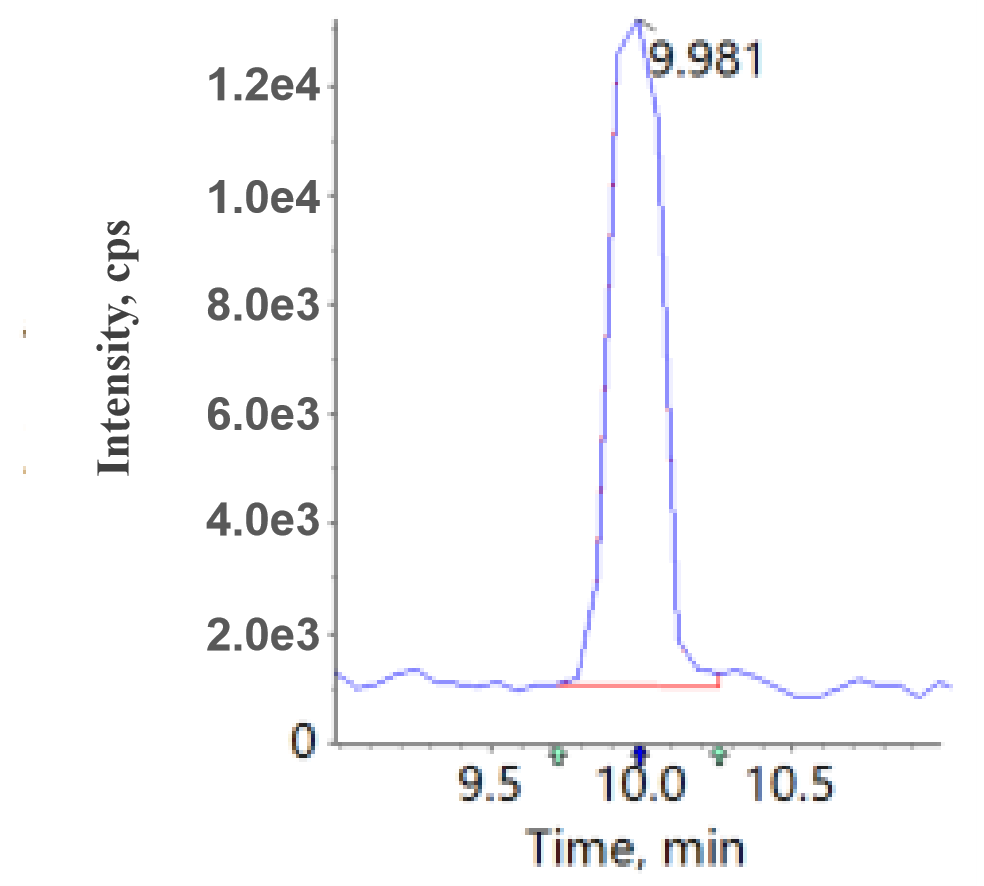 9.981
1.2e4
1.0e4
8.0e3
6.0e3
4.0e3
2.0e3
0
Intensity, cps
9.5 10.0 10.5
Time, min